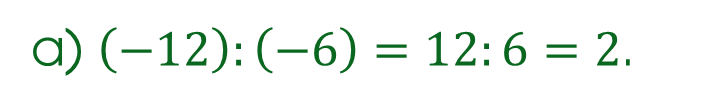 a) (−12): (−6) = 12: 6 = 2.